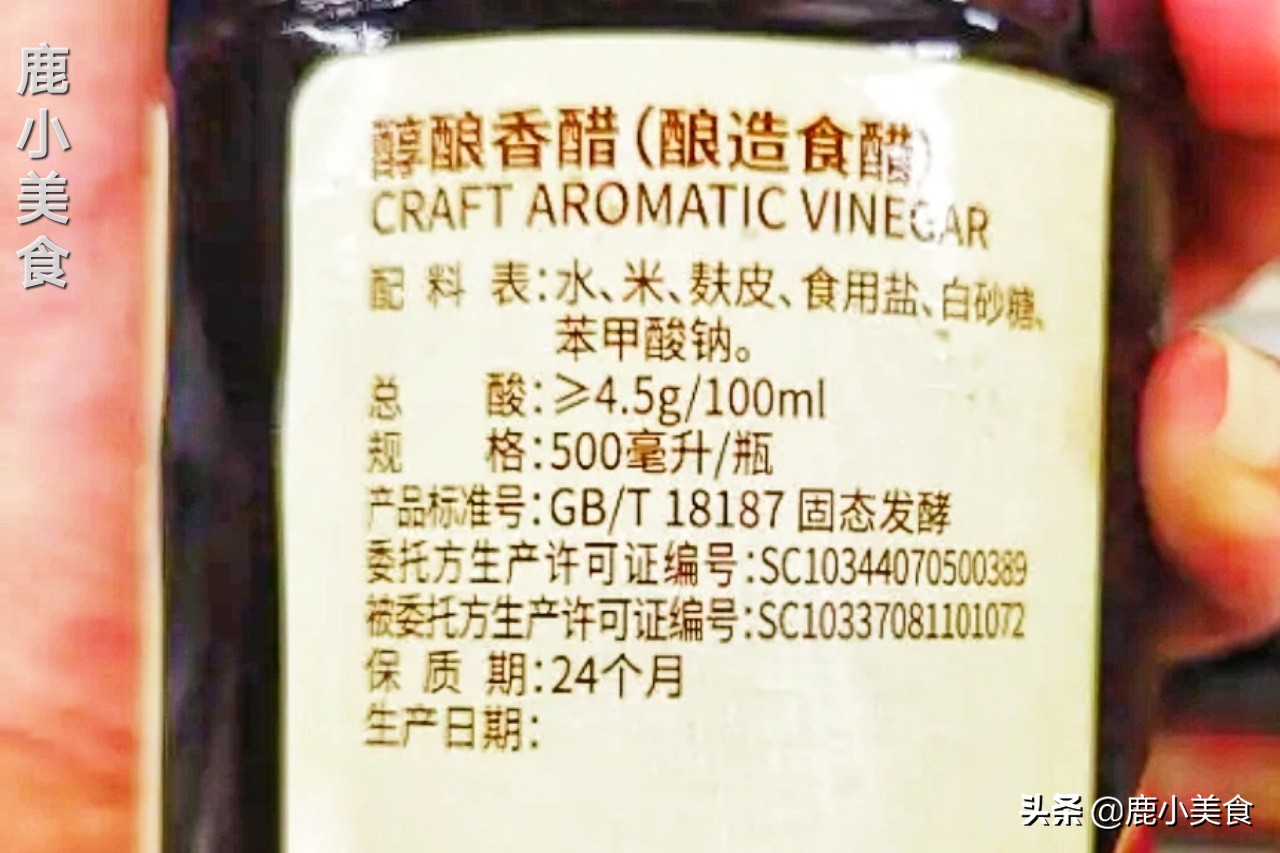 鹿小美食
醇酿香醋(酿造食醋)
CRAFT AROMATIC VINEGAR
配料表:水、米、麸皮、食用盐、白砂糖、
苯甲酸钠。
总酸:≥4.5g/100ml
规格:500毫升/瓶
产品标准号:GB/T 18187 固态发酵
委托方生产许可证编号:SC10344070500389
被委托方生产许可证编号:SC10337081101072
保质期:24个月
生产日期:
头条 @鹿小美食